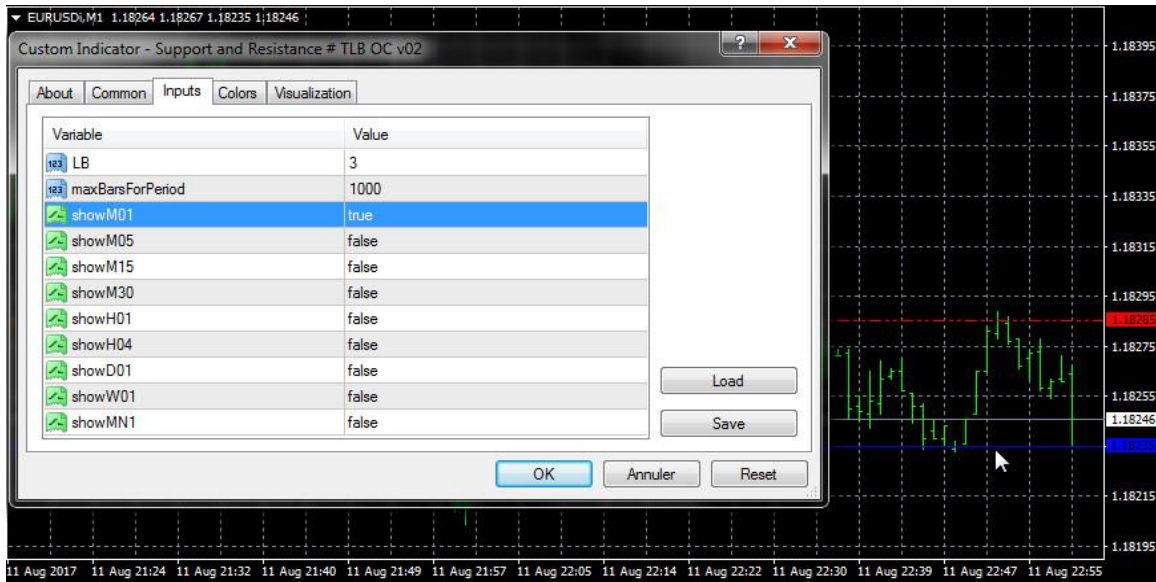 EURUSDi,M1 1.18264 1.18267 1.18235 1.18246
Custom Indicator - Support and Resistance # TLB OC v02
About Common Inputs Colors Visualization
Variable Value
LB 3
maxBarsForPeriod 1000
showM01 true
showM05 false
showM15 false
showM30 false
showH01 false
showH04 false
showD01 false
showW01 false
showMN1 false
Load
Save
OK Annuler Reset
1.18395
1.18375
1.18355
1.18335
1.18315
1.18295
1.18285
1.18275
1.18255
1.18246
1.18215
1.18195
11 Aug 2017 11 Aug 21:24 11 Aug 21:32 11 Aug 21:40 11 Aug 21:49 11 Aug 21:57 11 Aug 22:05 11 Aug 22:14 11 Aug 22:22 11 Aug 22:30 11 Aug 22:39 11 Aug 22:47 11 Aug 22:55